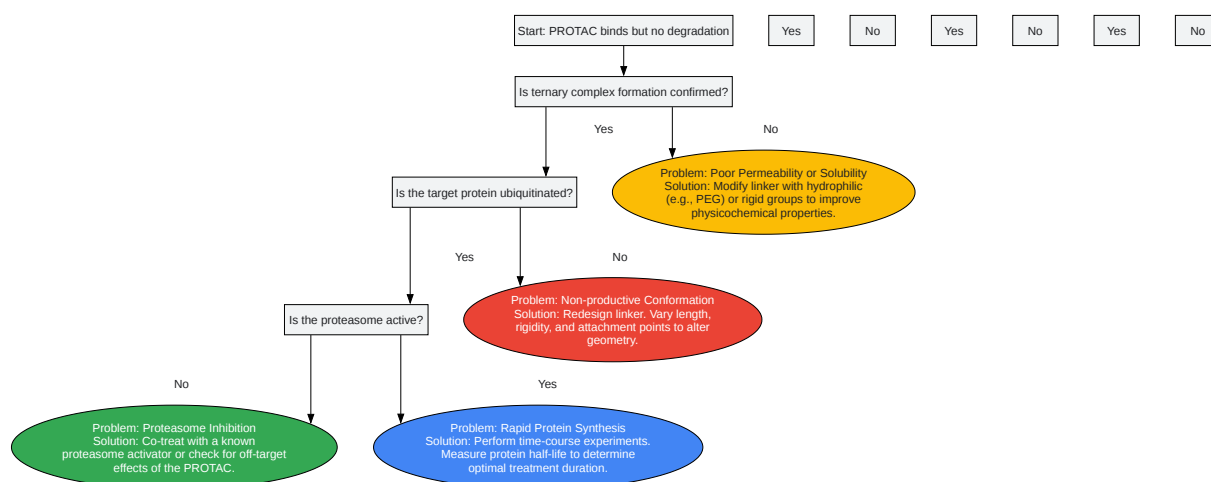 Start: PROTAC binds but no degradation
Yes
No
Yes
No
Yes
No
Is ternary complex formation confirmed?
Yes
No
Problem: Poor Permeability or Solubility
Solution: Modify linker with hydrophilic
(e.g., PEG) or rigid groups to improve
physicochemical properties.
Is the target protein ubiquitinated?
Yes
No
Problem: Non-productive Conformation
Solution: Redesign linker. Vary length,
rigidity, and attachment points to alter
geometry.
Is the proteasome active?
No
Yes
Problem: Proteasome Inhibition
Solution: Co-treat with a known
proteasome activator or check for off-target
effects of the PROTAC.
Problem: Rapid Protein Synthesis
Solution: Perform time-course experiments.
Measure protein half-life to determine
optimal treatment duration.